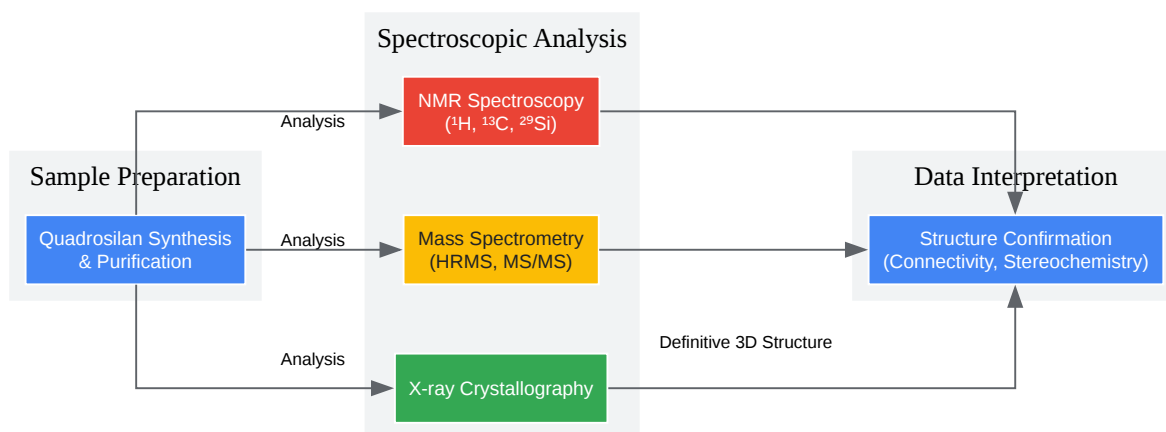 Spectroscopic Analysis
NMR Spectroscopy
(¹H, ¹³C, ²⁹Si)
Analysis
Sample Preparation
Data Interpretation
Quadrosilan Synthesis
& Purification
Analysis
Mass Spectrometry
(HRMS, MS/MS)
Structure Confirmation
(Connectivity, Stereochemistry)
Definitive 3D Structure
Analysis
X-ray Crystallography